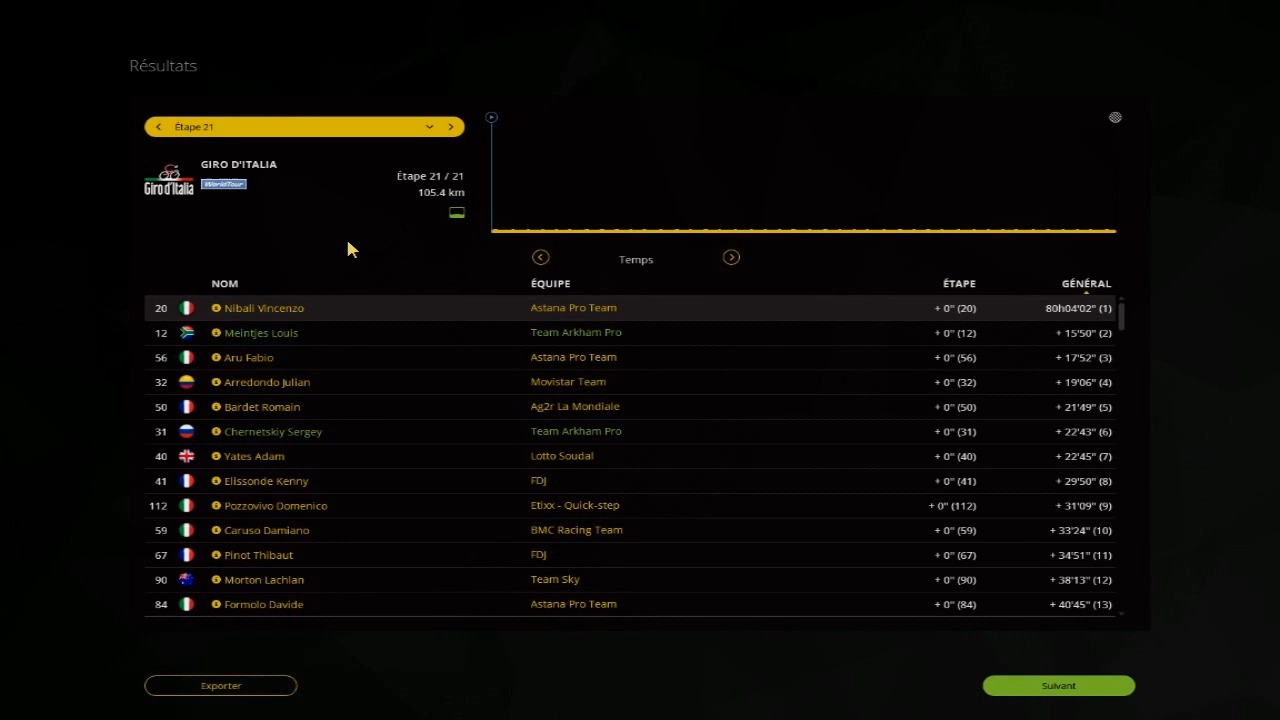 Résultats
Étape 21
Giro d'Italia
GIRO D'ITALIA
WorldTour
Étape 21 / 21
105.4 km
Temps
NOM ÉQUIPE ÉTAPE GÉNÉRAL
20 Nibali Vincenzo Astana Pro Team + 0'' (20) 80h04'02'' (1)
12 Meintjes Louis Team Arkham Pro + 0'' (12) + 15'50'' (2)
56 Aru Fabio Astana Pro Team + 0'' (56) + 17'52'' (3)
32 Arredondo Julian Movistar Team + 0'' (32) + 19'06'' (4)
50 Bardet Romain Ag2r La Mondiale + 0'' (50) + 21'49'' (5)
31 Chernetskiy Sergey Team Arkham Pro + 0'' (31) + 22'43'' (6)
40 Yates Adam Lotto Soudal + 0'' (40) + 22'45'' (7)
41 Elissonde Kenny FDJ + 0'' (41) + 29'50'' (8)
112 Pozzovivo Domenico Etixx - Quick-step + 0'' (112) + 31'09'' (9)
59 Caruso Damiano BMC Racing Team + 0'' (59) + 33'24'' (10)
67 Pinot Thibaut FDJ + 0'' (67) + 34'51'' (11)
90 Morton Lachlan Team Sky + 0'' (90) + 38'13'' (12)
84 Formolo Davide Astana Pro Team + 0'' (84) + 40'45'' (13)
Exporter Suivant